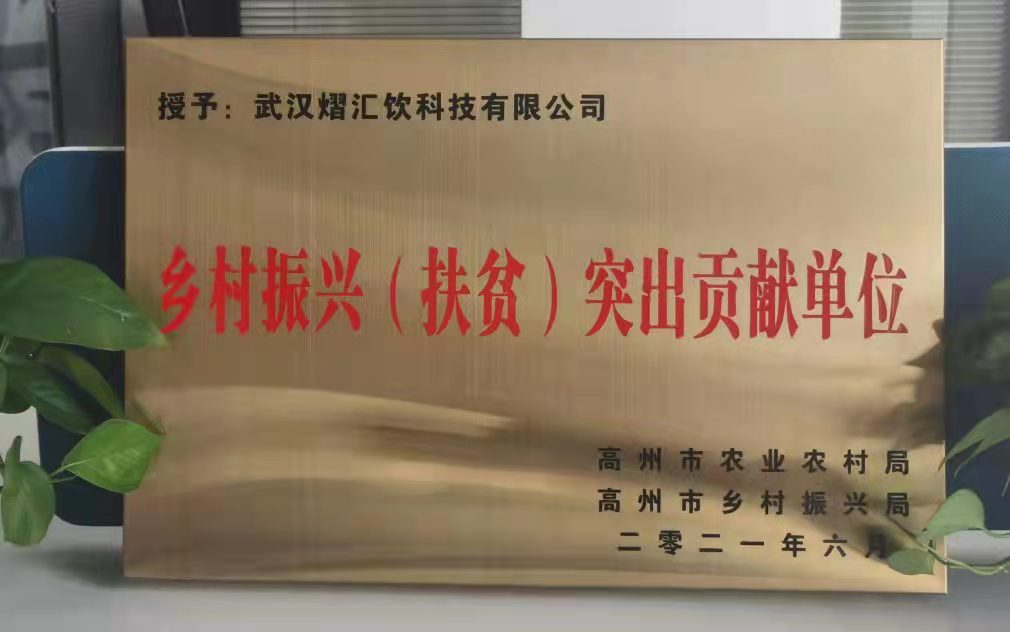 授予：武汉熠汇饮科技有限公司
乡村振兴（扶贫）突出贡献单位
高州市农业农村局
高州市乡村振兴局
二零二一年六月